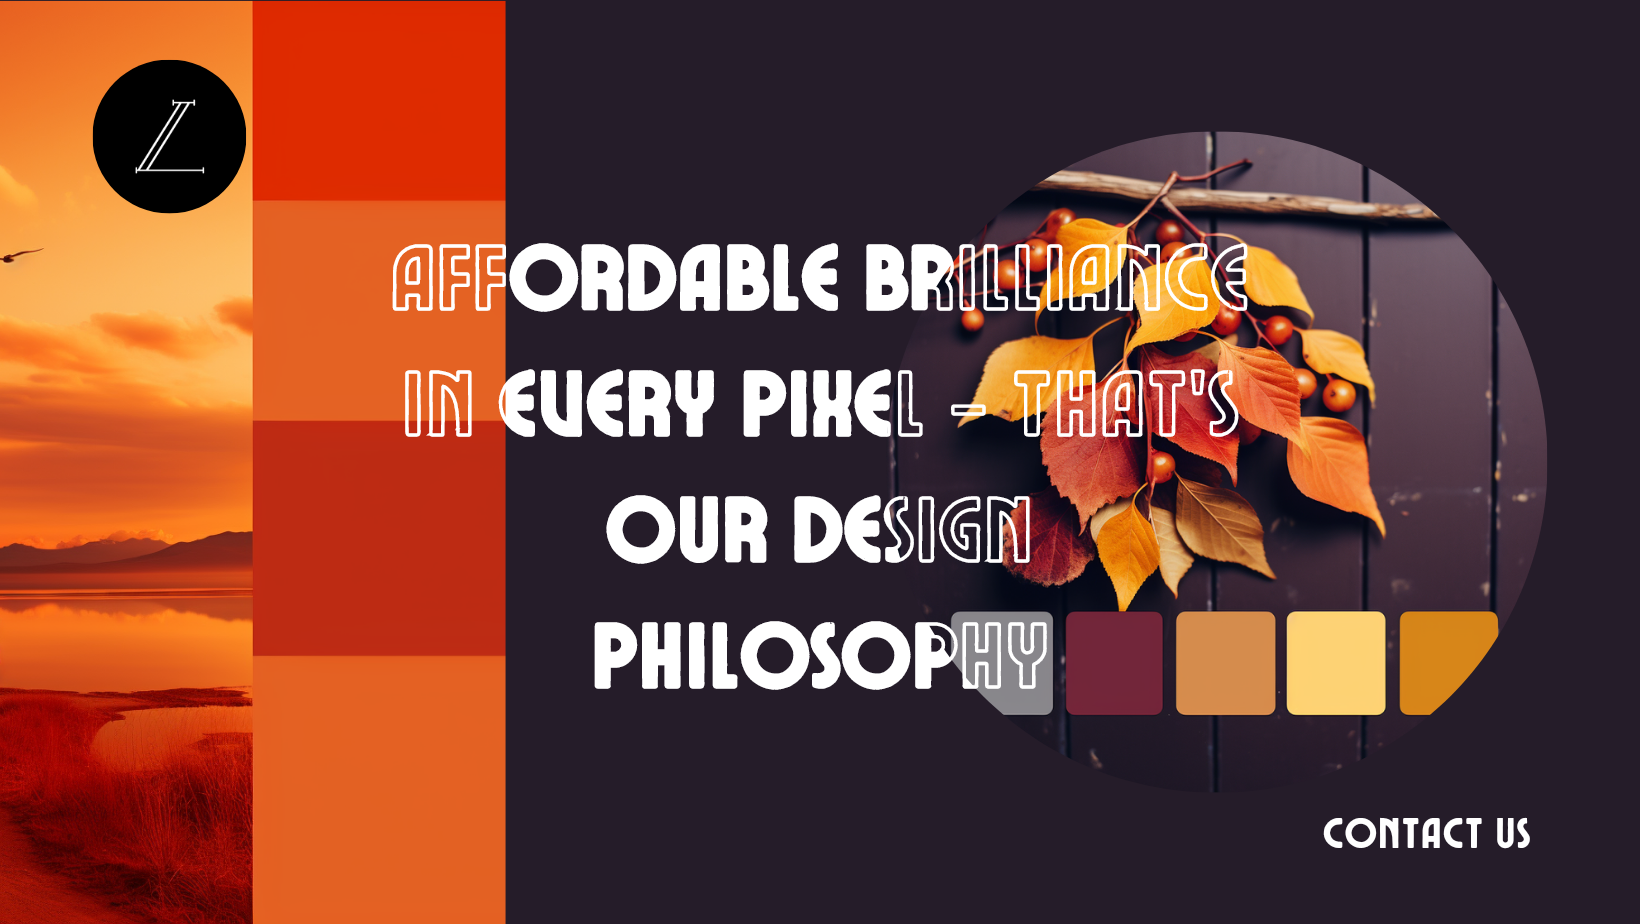 L
AFFORDABLE BRILLIANCE
IN EVERY PIXEL - THAT'S
OUR DESIGN
PHILOSOPHY
CONTACT US